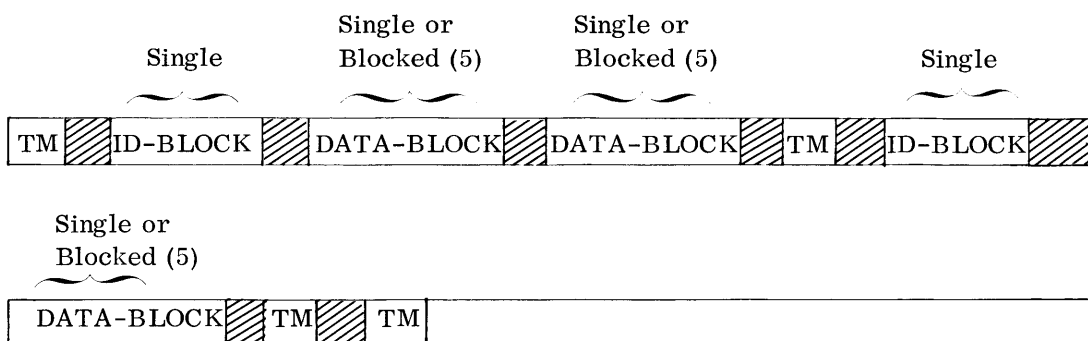 Single or Single or
Single Blocked (5) Blocked (5) Single
TM ID-BLOCK DATA-BLOCK DATA-BLOCK TM ID-BLOCK
Single or
Blocked (5)
DATA-BLOCK TM TM